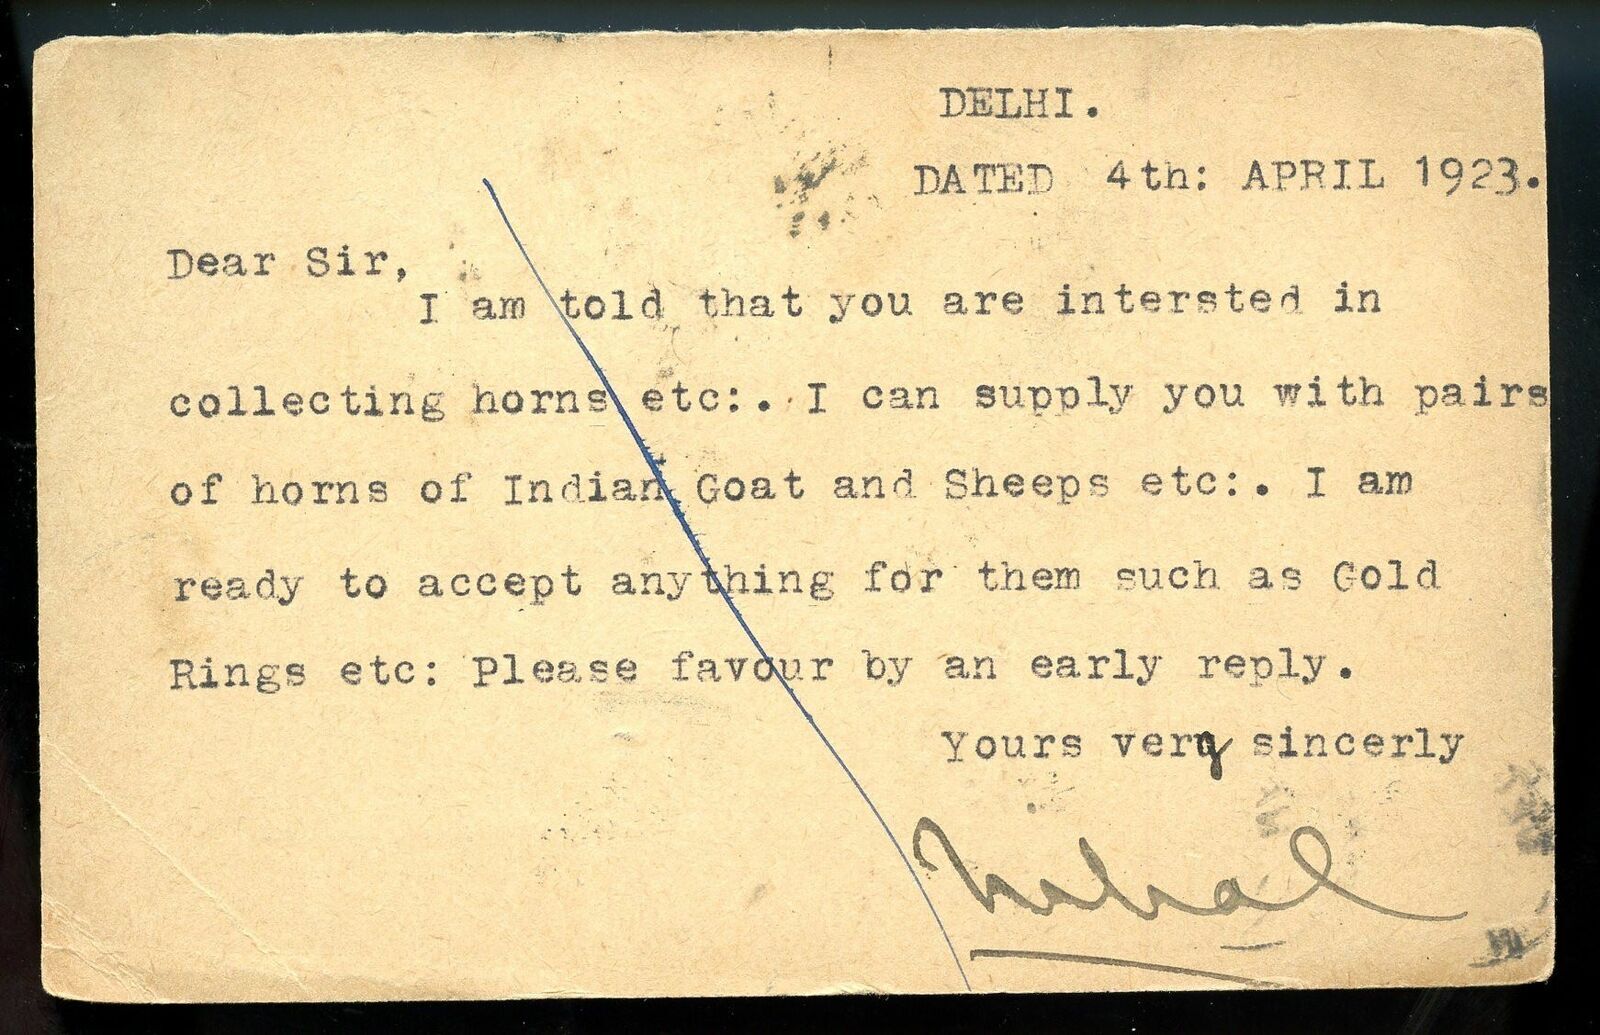 DELHI.
DATED 4th: APRIL 1923.
Dear Sir,
I am told that you are intersted in
collecting horns etc:. I can supply you with pairs
of horns of Indian Goat and Sheeps etc:. I am
ready to accept anything for them such as Gold
Rings etc: Please favour by an early reply.
Yours very sincerly